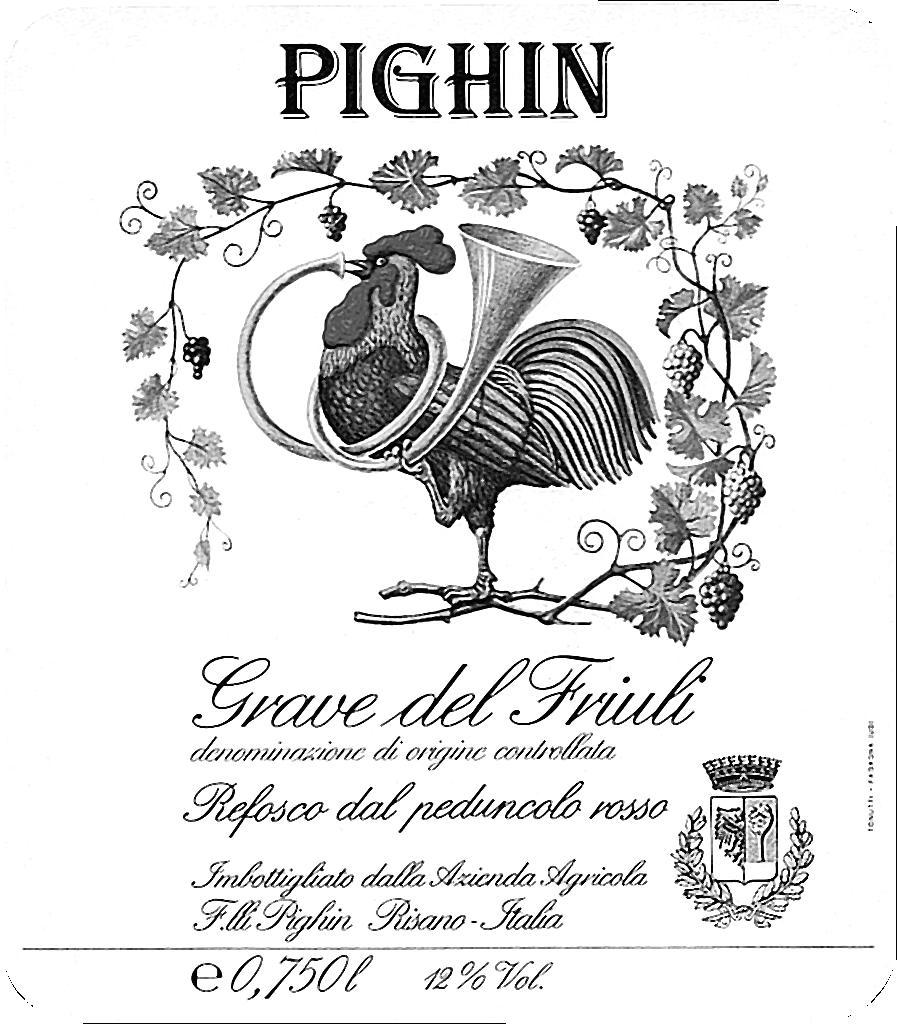 PIGHIN
Grave del Friuli
denominazione di origine controllata
Refosco dal peduncolo rosso
Imbottigliato dalla Azienda Agricola
F.lli Pighin Risano - Italia
e 0,750 l 12 % Vol.